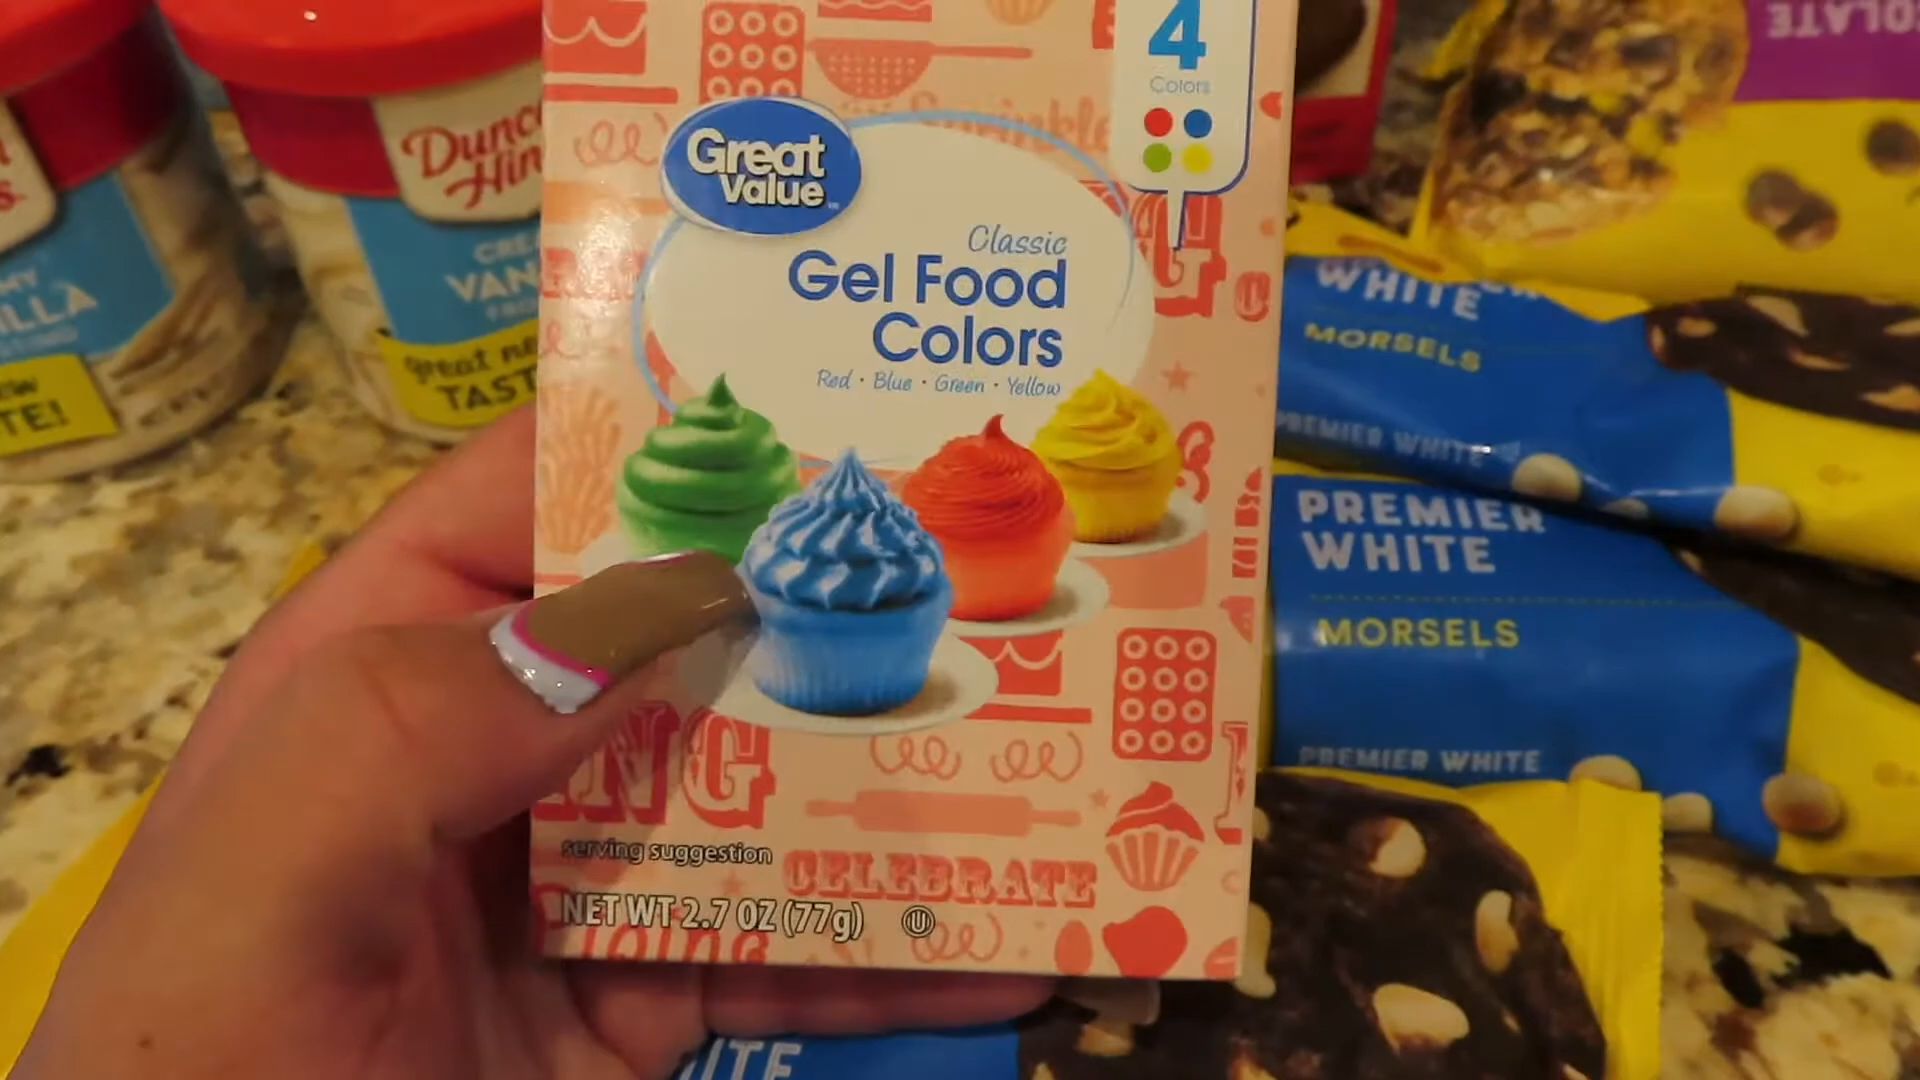 4
Colors
Great
Value
Classic
Gel Food
Colors
Red · Blue · Green · Yellow
serving suggestion
CELEBRATE
NET WT 2.7 OZ (77g)
VANILLA
great new
TASTE!
WHITE
MORSELS
PREMIER WHITE
PREMIER
WHITE
MORSELS
PREMIER WHITE